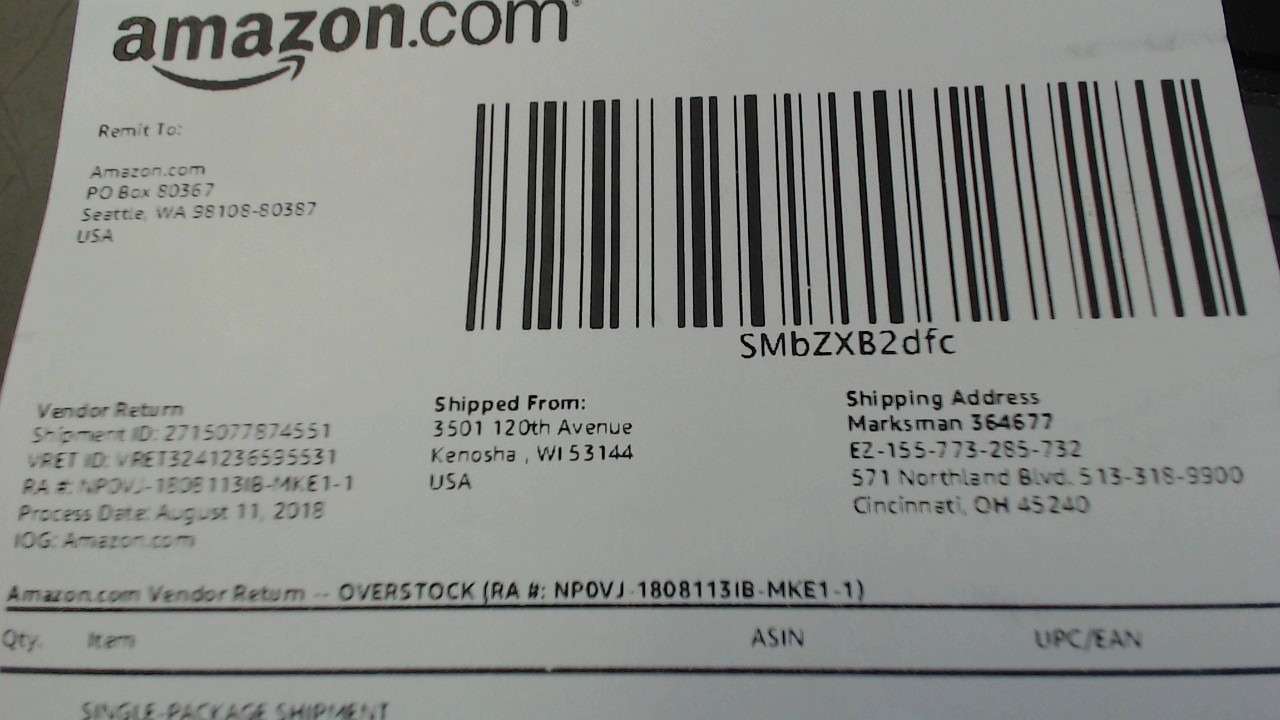 amazon.com
Remit To:
Amazon.com
PO Box 80367
Seattle, WA 98108-80387
USA
SMbZXB2dfc
Vendor Return
Shipment ID: 2715077874551
VRET ID: VRET3241236595531
RA #: NP0VJ-1808113IB-MKE1-1
Process Date: August 11, 2018
IOG: Amazon.com
Shipped From:
3501 120th Avenue
Kenosha , WI 53144
USA
Shipping Address
Marksman 364677
EZ-155-773-285-732
571 Northland Blvd. 513-318-9900
Cincinnati, OH 45240
Amazon.com Vendor Return -- OVERSTOCK (RA #: NP0VJ-1808113IB-MKE1-1)
Qty. Item ASIN UPC/EAN
SINGLE-PACKAGE SHIPMENT